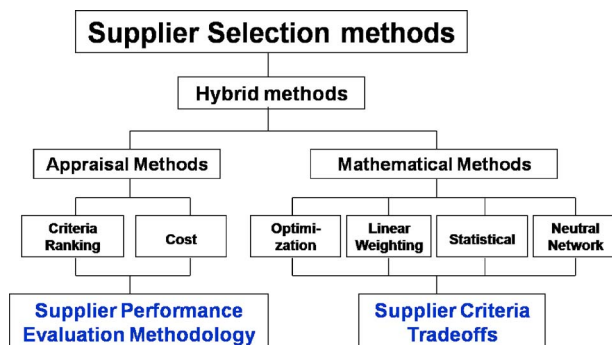 Supplier Selection methods
Hybrid methods
Appraisal Methods
Mathematical Methods
Criteria
Ranking
Cost
Optimi-
zation
Linear
Weighting
Statistical
Neutral
Network
Supplier Performance
Evaluation Methodology
Supplier Criteria
Tradeoffs